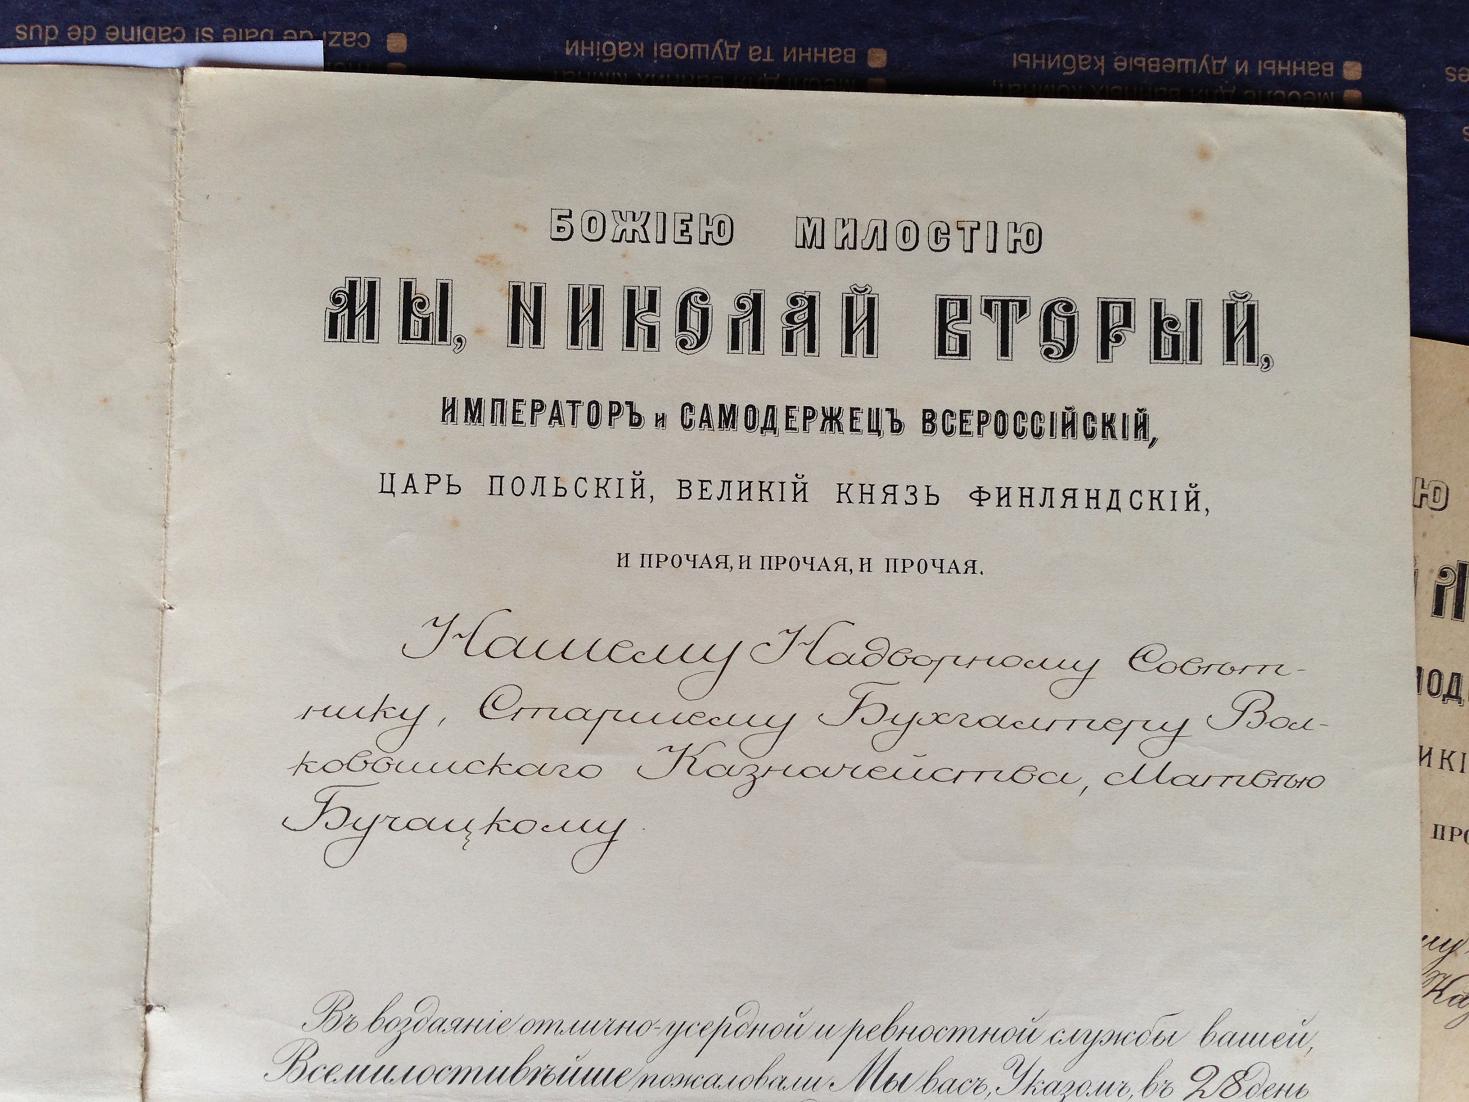 cazi de baie si cabine de dus
ванни та душові кабіни
ванны и душевые кабины
БОЖІЕЮ МИЛОСТІЮ
МЫ, НИКОЛАЙ ВТОРЫЙ,
ИМПЕРАТОРЪ и САМОДЕРЖЕЦЪ ВСЕРОССІЙСКІЙ,
ЦАРЬ ПОЛЬСКІЙ, ВЕЛИКІЙ КНЯЗЬ ФИНЛЯНДСКІЙ,
И ПРОЧАЯ, И ПРОЧАЯ, И ПРОЧАЯ.
Нашему Надворному Совѣт-
нику, Старшему Бухгалтеру Вол-
ковышскаго Казначейства, Матвѣю
Бучацкому.
Въ воздаяніе отлично-усердной и ревностной службы вашей,
Всемилостивѣйше пожаловали Мы васъ, Указомъ, въ 28 день